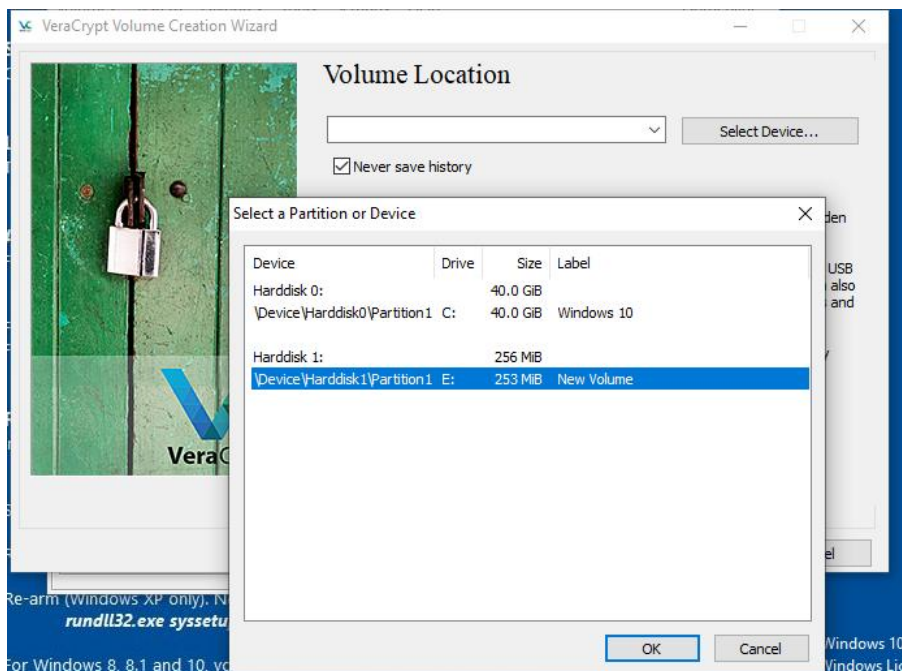 VeraCrypt Volume Creation Wizard
Volume Location
Select Device...
Never save history
Select a Partition or Device
den
Device Drive Size Label
USB
also
and
Harddisk 0: 40.0 GiB
\Device\Harddisk0\Partition1 C: 40.0 GiB Windows 10
Harddisk 1: 256 MiB
\Device\Harddisk1\Partition1 E: 253 MiB New Volume
Vera
el
Re-arm (Windows XP only). N
rundll32.exe syssetu
OK Cancel
Windows 10
For Windows 8, 8.1 and 10, yo
Windows Lic